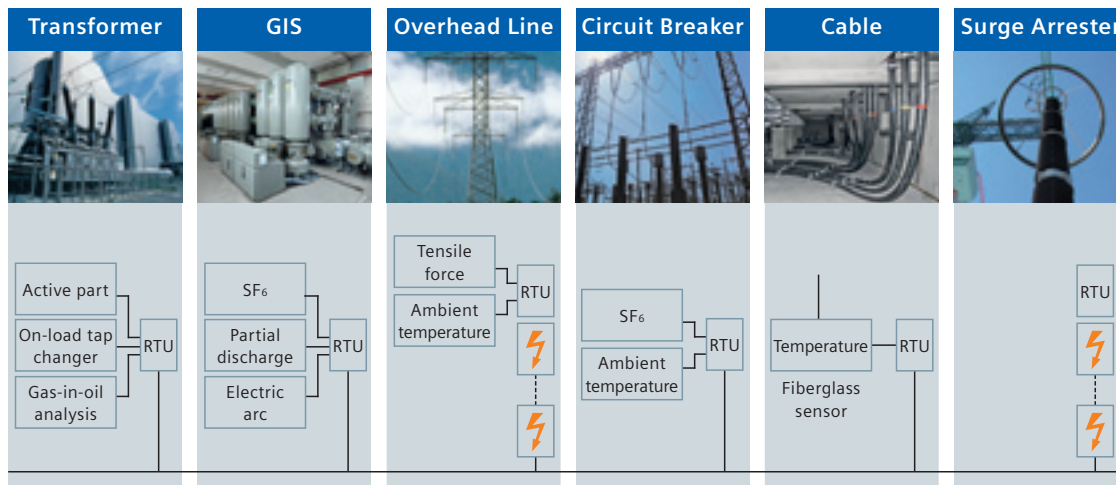 Transformer
GIS
Overhead Line
Circuit Breaker
Cable
Surge Arrester
Active part
On-load tap
changer
Gas-in-oil
analysis
RTU
SF₆
Partial
discharge
Electric
arc
RTU
Tensile
force
Ambient
temperature
RTU
SF₆
Ambient
temperature
RTU
Temperature
Fiberglass
sensor
RTU
RTU